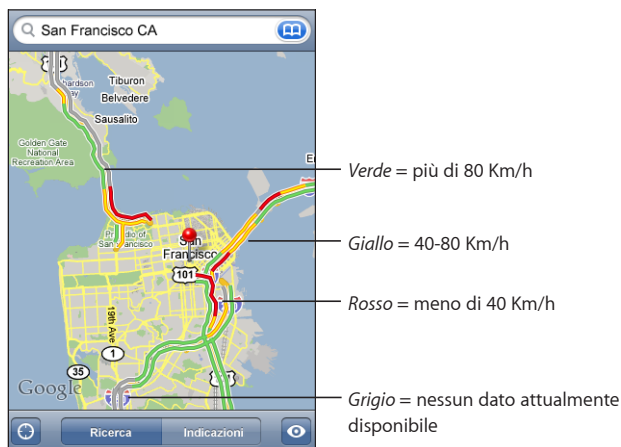 San Francisco CA
Tiburon
Belvedere
Sausalito
Golden Gate
National
Recreation Area
Verde = più di 80 Km/h
Giallo = 40-80 Km/h
San
Francisco
101
Rosso = meno di 40 Km/h
19th Ave
1
35
Google
Grigio = nessun dato attualmente
disponibile
Ricerca
Indicazioni